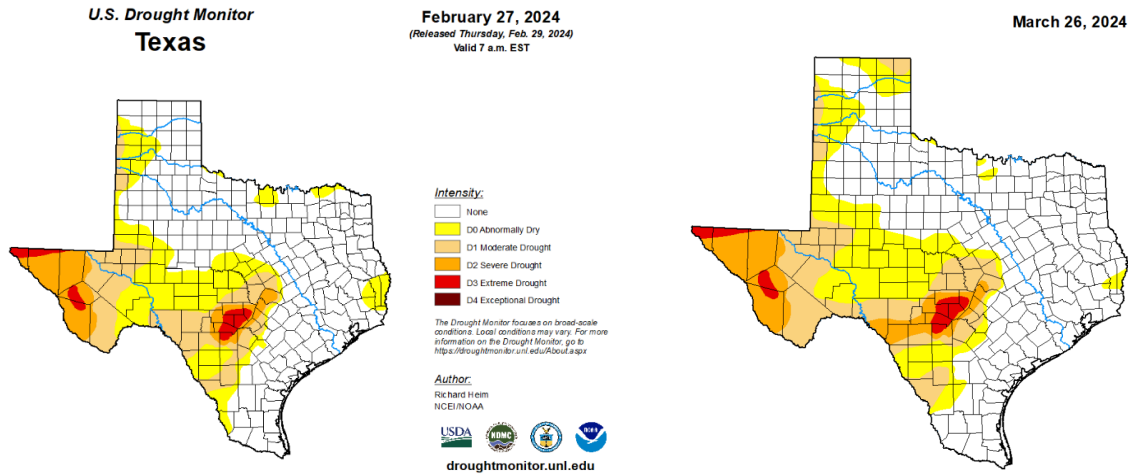 U.S. Drought Monitor
Texas
February 27, 2024
(Released Thursday, Feb. 29, 2024)
Valid 7 a.m. EST
March 26, 2024
Intensity:
None
D0 Abnormally Dry
D1 Moderate Drought
D2 Severe Drought
D3 Extreme Drought
D4 Exceptional Drought
The Drought Monitor focuses on broad-scale
conditions. Local conditions may vary. For more
information on the Drought Monitor, go to
https://droughtmonitor.unl.edu/About.aspx
Author:
Richard Heim
NCEI/NOAA
USDA
NDMC
NOAA
droughtmonitor.unl.edu